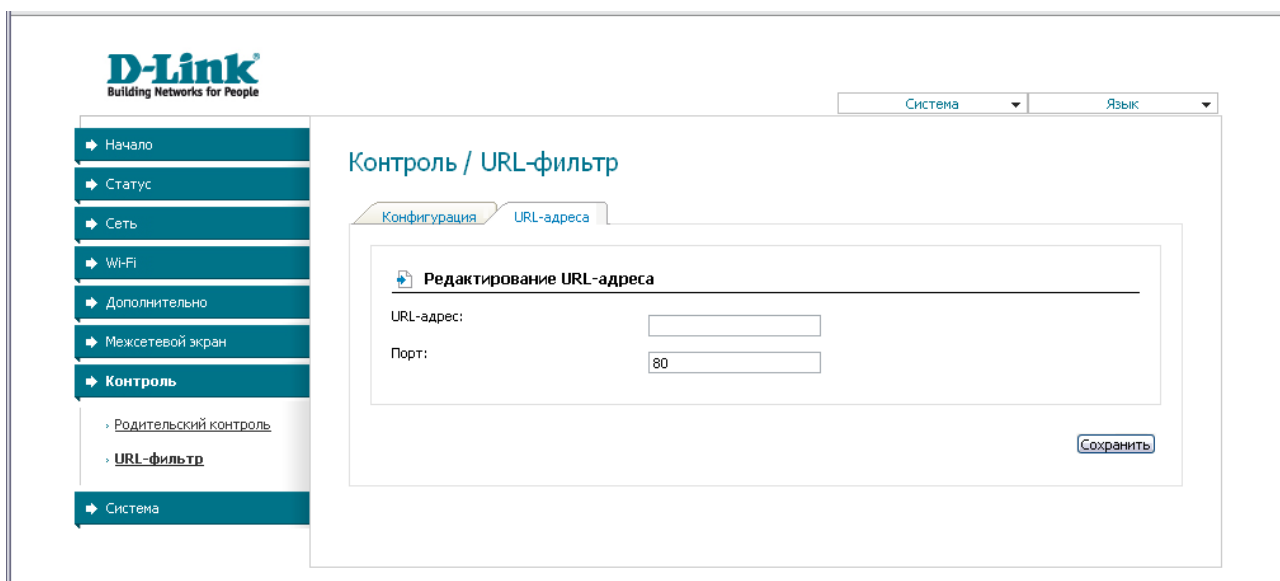 D-Link
Building Networks for People
Система
Язык
Начало
Статус
Сеть
Wi-Fi
Дополнительно
Межсетевой экран
Контроль
Родительский контроль
URL-фильтр
Система
Контроль / URL-фильтр
Конфигурация
URL-адреса
Редактирование URL-адреса
URL-адрес:
Порт:
80
Сохранить